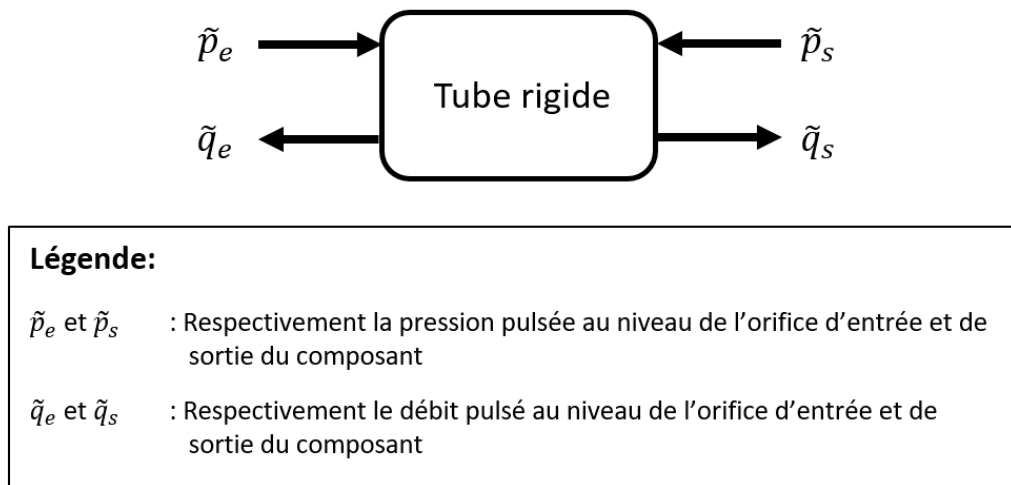 p̃ₑ
p̃ₛ
Tube rigide
q̃ₑ
q̃ₛ
Légende:
p̃ₑ et p̃ₛ : Respectivement la pression pulsée au niveau de l'orifice d'entrée et de
sortie du composant
q̃ₑ et q̃ₛ : Respectivement le débit pulsé au niveau de l'orifice d'entrée et de
sortie du composant